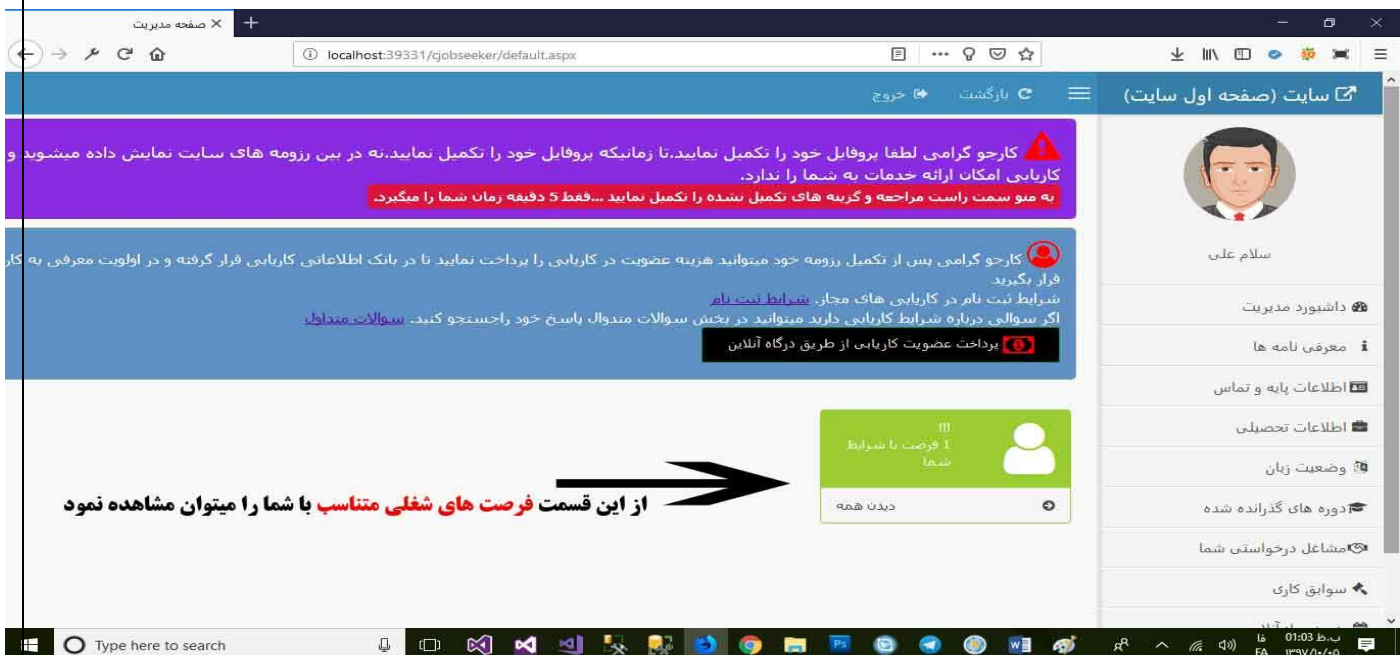 صفحه مدیریت
localhost:39331/cjobseeker/default.aspx
سایت (صفحه اول سایت)
بازگشت
خروج
کارجو گرامی لطفا پروفایل خود را تکمیل نمایید.تا زمانیکه پروفایل خود را تکمیل نمایید.نه در بین رزومه های سایت نمایش داده میشوید و
کاریابی امکان ارائه خدمات به شما را ندارد.
به منو سمت راست مراجعه و گزینه های تکمیل نشده را تکمیل نمایید ...فقط 5 دقیقه زمان شما را میگیرد.
کارجو گرامی پس از تکمیل رزومه خود میتوانید هزینه عضویت در کاریابی را پرداخت نمایید تا در بانک اطلاعاتی کاریابی قرار گرفته و در اولویت معرفی به کار
قرار بگیرید
شرایط ثبت نام در کاریابی های مجاز. شرایط ثبت نام
اگر سوالی درباره شرایط کاریابی دارید میتوانید در بخش سوالات متدوال پاسخ خود راجستجو کنید. سوالات متداول
پرداخت عضویت کاریابی از طریق درگاه آنلاین
!!!
1 فرصت با شرایط
شما
دیدن همه
از این قسمت فرصت های شغلی متناسب با شما را میتوان مشاهده نمود
سلام علی
داشبورد مدیریت
معرفی نامه ها
اطلاعات پایه و تماس
اطلاعات تحصیلی
وضعیت زبان
دوره های گذرانده شده
مشاغل درخواستی شما
سوابق کاری
Type here to search
فا
FA
01:03 ب.ظ
۱۳۹۷/۱۰/۰۵